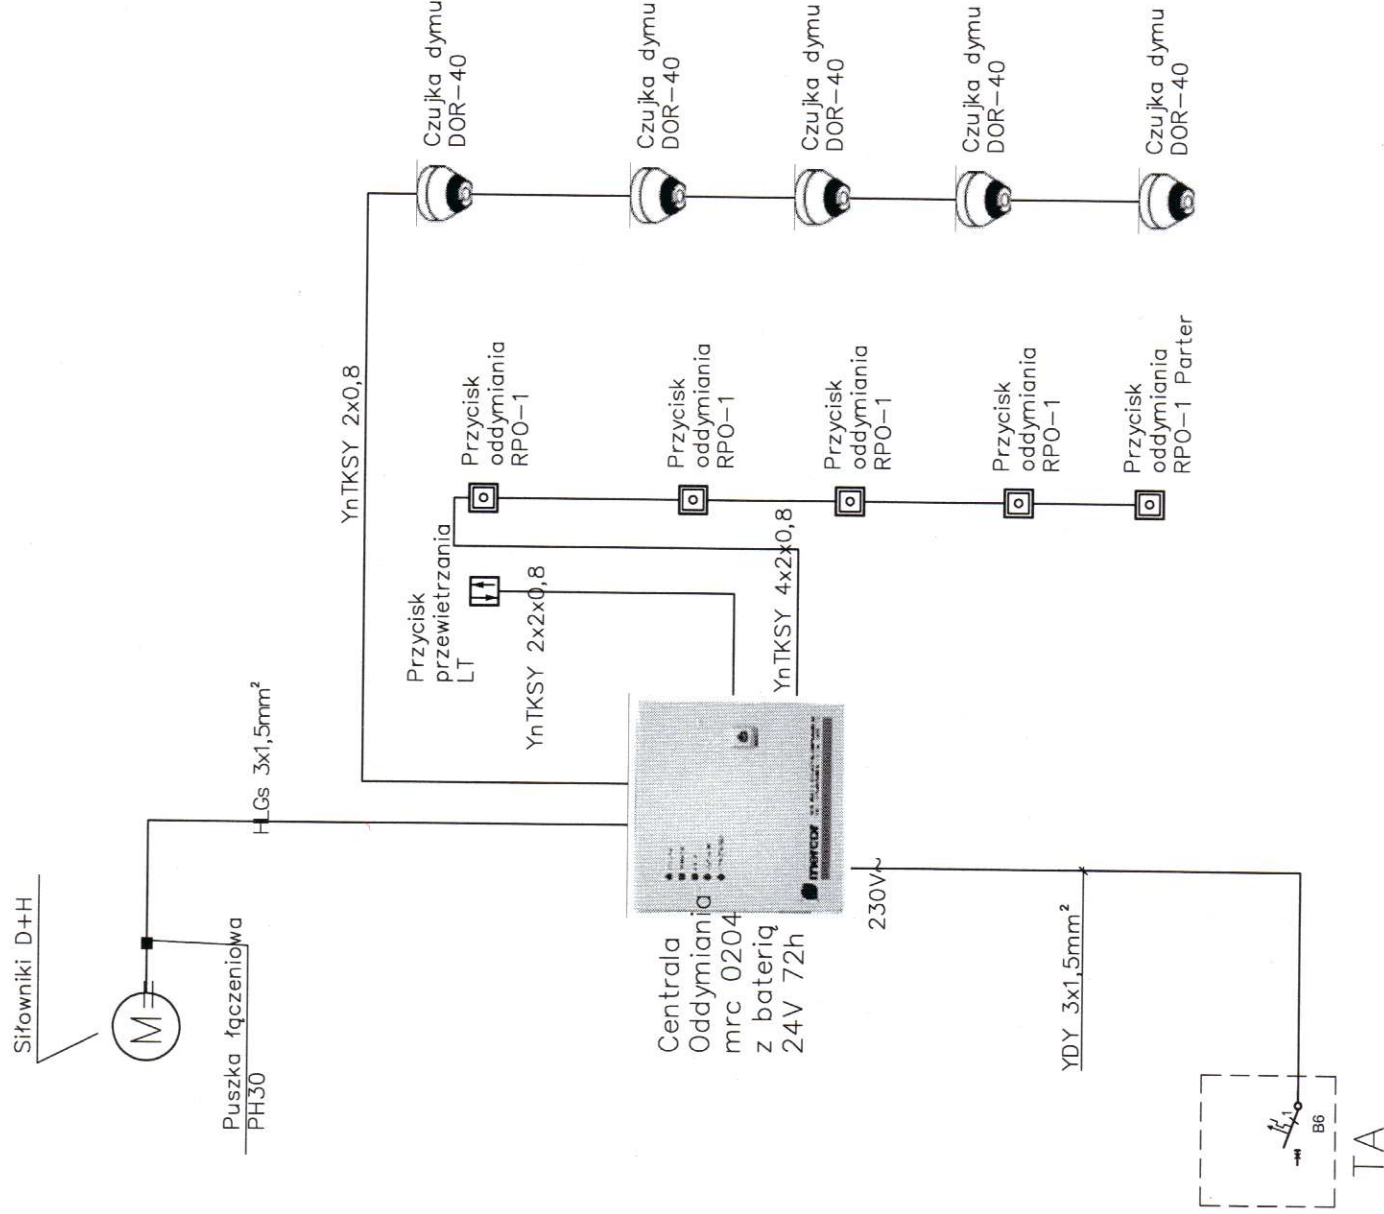 Siłowniki D+H
Puszka łączeniowa
PH30
HLGs 3x1,5mm²
YnTKSY 2x0,8
Czujka dymu
DOR-40
Czujka dymu
DOR-40
Czujka dymu
DOR-40
Czujka dymu
DOR-40
Czujka dymu
DOR-40
Przycisk
oddymiania
RPO-1
Przycisk
oddymiania
RPO-1
Przycisk
oddymiania
RPO-1
Przycisk
oddymiania
RPO-1
Przycisk
oddymiania
RPO-1 Parter
Przycisk
przewietrzania
LT
YnTKSY 2x2x0,8
YnTKSY 4x2x0,8
mercor
Centrala
Oddymiania
mrc 0204
z baterią
24V 72h
230V~
YDY 3x1,5mm²
B6
TA